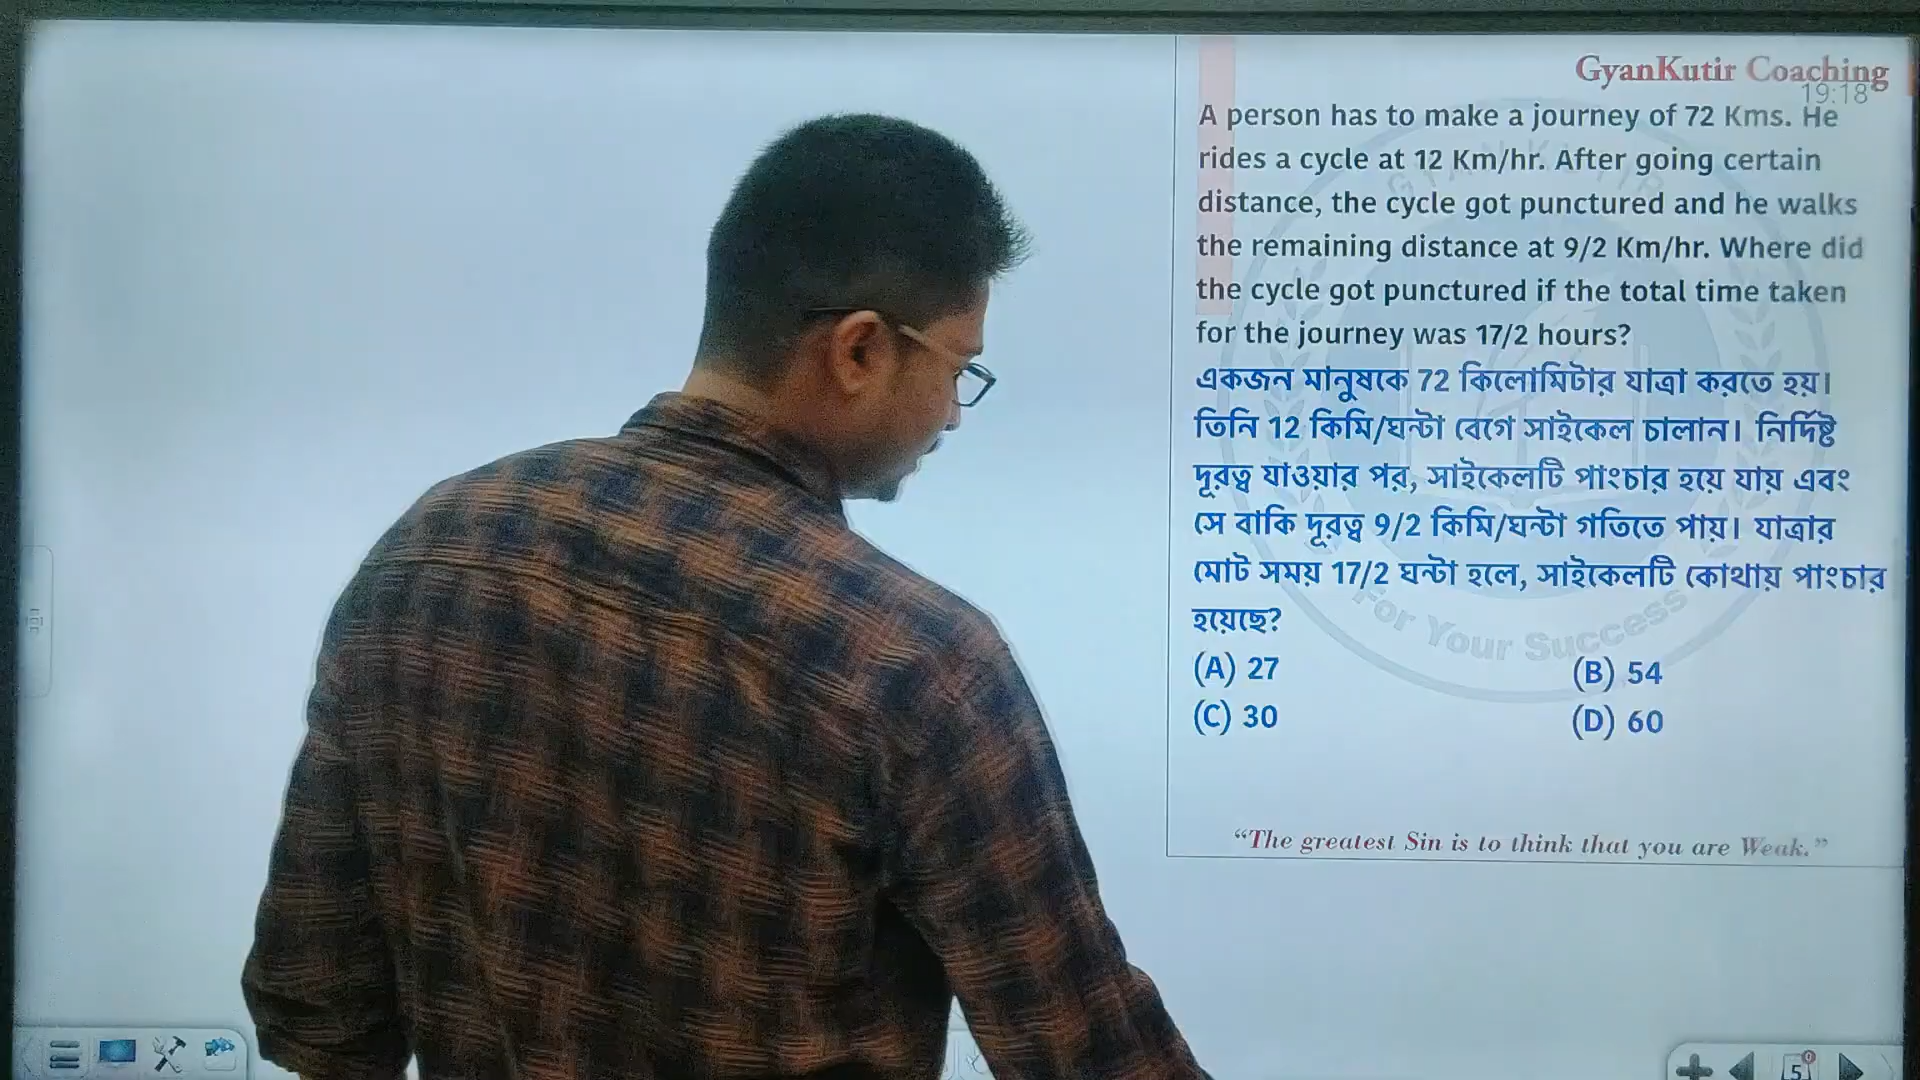 GyanKutir Coaching
19:18
A person has to make a journey of 72 Kms. He
rides a cycle at 12 Km/hr. After going certain
distance, the cycle got punctured and he walks
the remaining distance at 9/2 Km/hr. Where did
the cycle got punctured if the total time taken
for the journey was 17/2 hours?
একজন মানুষকে 72 কিলোমিটার যাত্রা করতে হয়।
তিনি 12 কিমি/ঘন্টা বেগে সাইকেল চালান। নির্দিষ্ট
দূরত্ব যাওয়ার পর, সাইকেলটি পাংচার হয়ে যায় এবং
সে বাকি দূরত্ব 9/2 কিমি/ঘন্টা গতিতে পায়। যাত্রার
মোট সময় 17/2 ঘন্টা হলে, সাইকেলটি কোথায় পাংচার
হয়েছে?
(A) 27 (B) 54
(C) 30 (D) 60
For Your Success
“The greatest Sin is to think that you are Weak.”
5